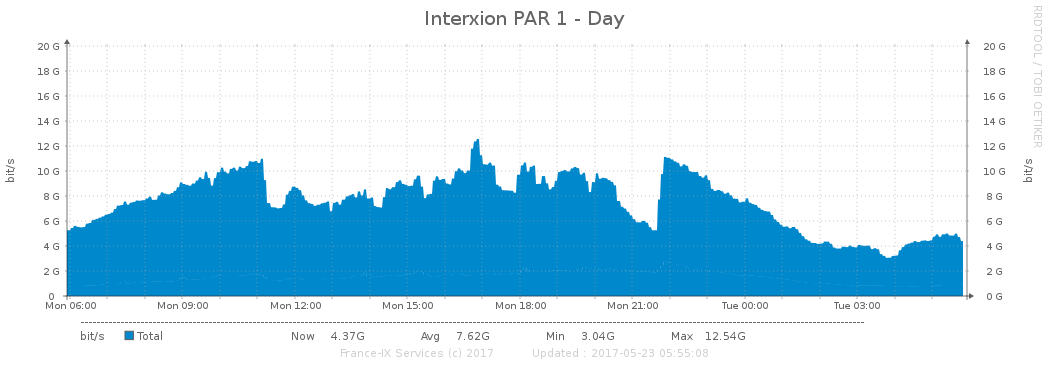 Interxion PAR 1 - Day
RRDTOOL / TOBI OETIKER
20 G 20 G
18 G 18 G
16 G 16 G
14 G 14 G
12 G 12 G
10 G 10 G
8 G 8 G
6 G 6 G
4 G 4 G
2 G 2 G
0 0 G
bit/s bit/s
Mon 06:00 Mon 09:00 Mon 12:00 Mon 15:00 Mon 18:00 Mon 21:00 Tue 00:00 Tue 03:00
bit/s Total Now 4.37G Avg 7.62G Min 3.04G Max 12.54G
France-IX Services (c) 2017 Updated : 2017-05-23 05:55:08